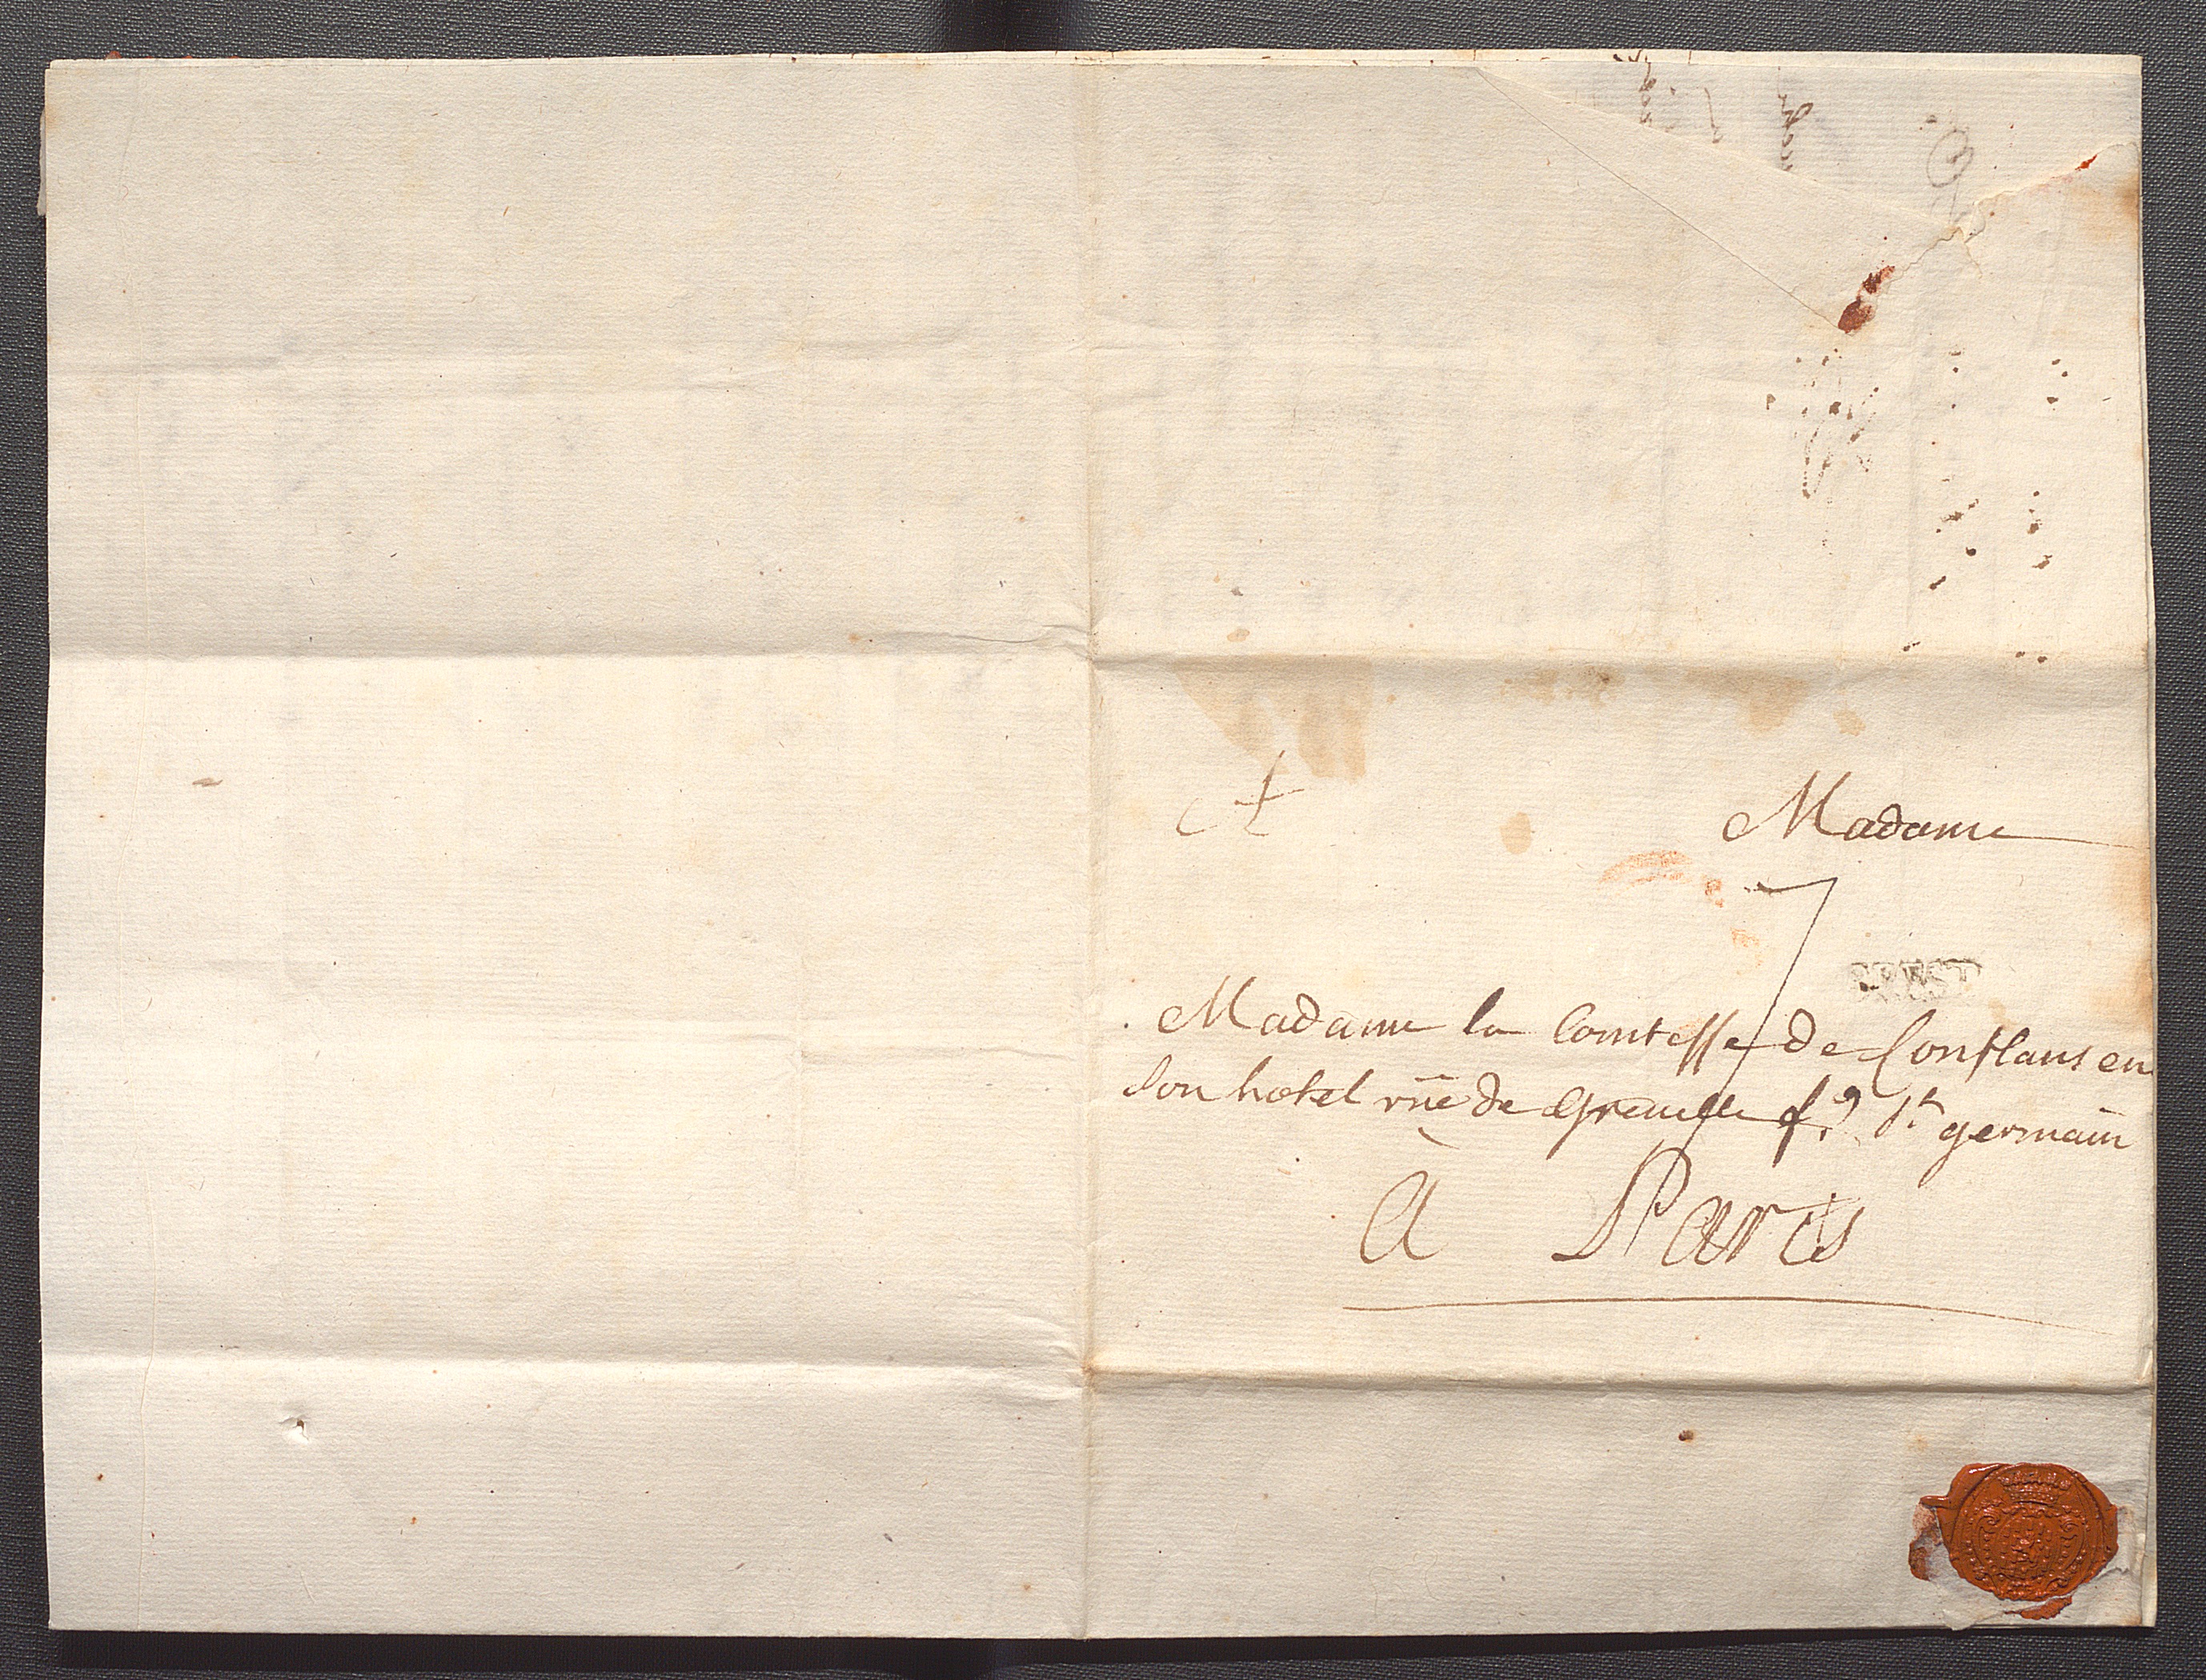 Madame
7
BREST
Madame la Comtesse de Conflans en
son hotel rüe de Grenelle f.g St germain
A Paris